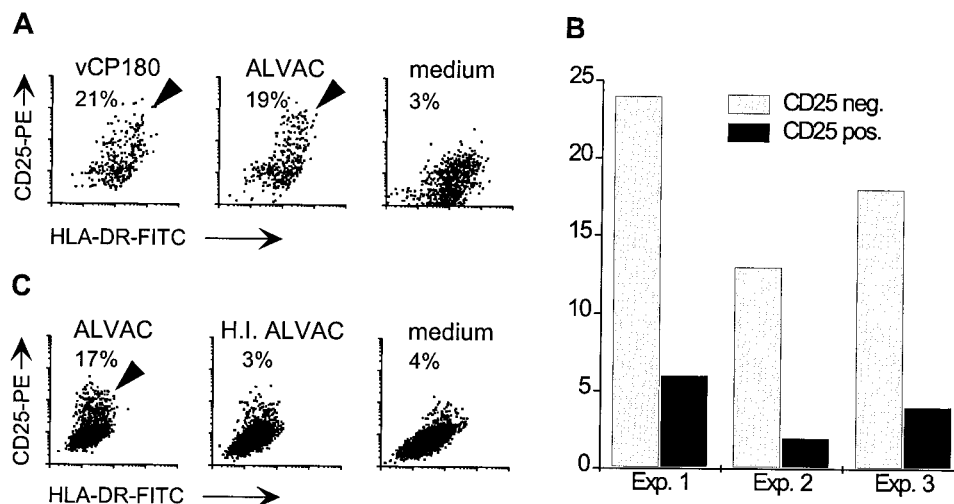 A
vCP180
21%
ALVAC
19%
medium
3%
CD25-PE
HLA-DR-FITC
B
25
20
15
10
5
0
CD25 neg.
CD25 pos.
Exp. 1
Exp. 2
Exp. 3
C
ALVAC
17%
H.I. ALVAC
3%
medium
4%
CD25-PE
HLA-DR-FITC